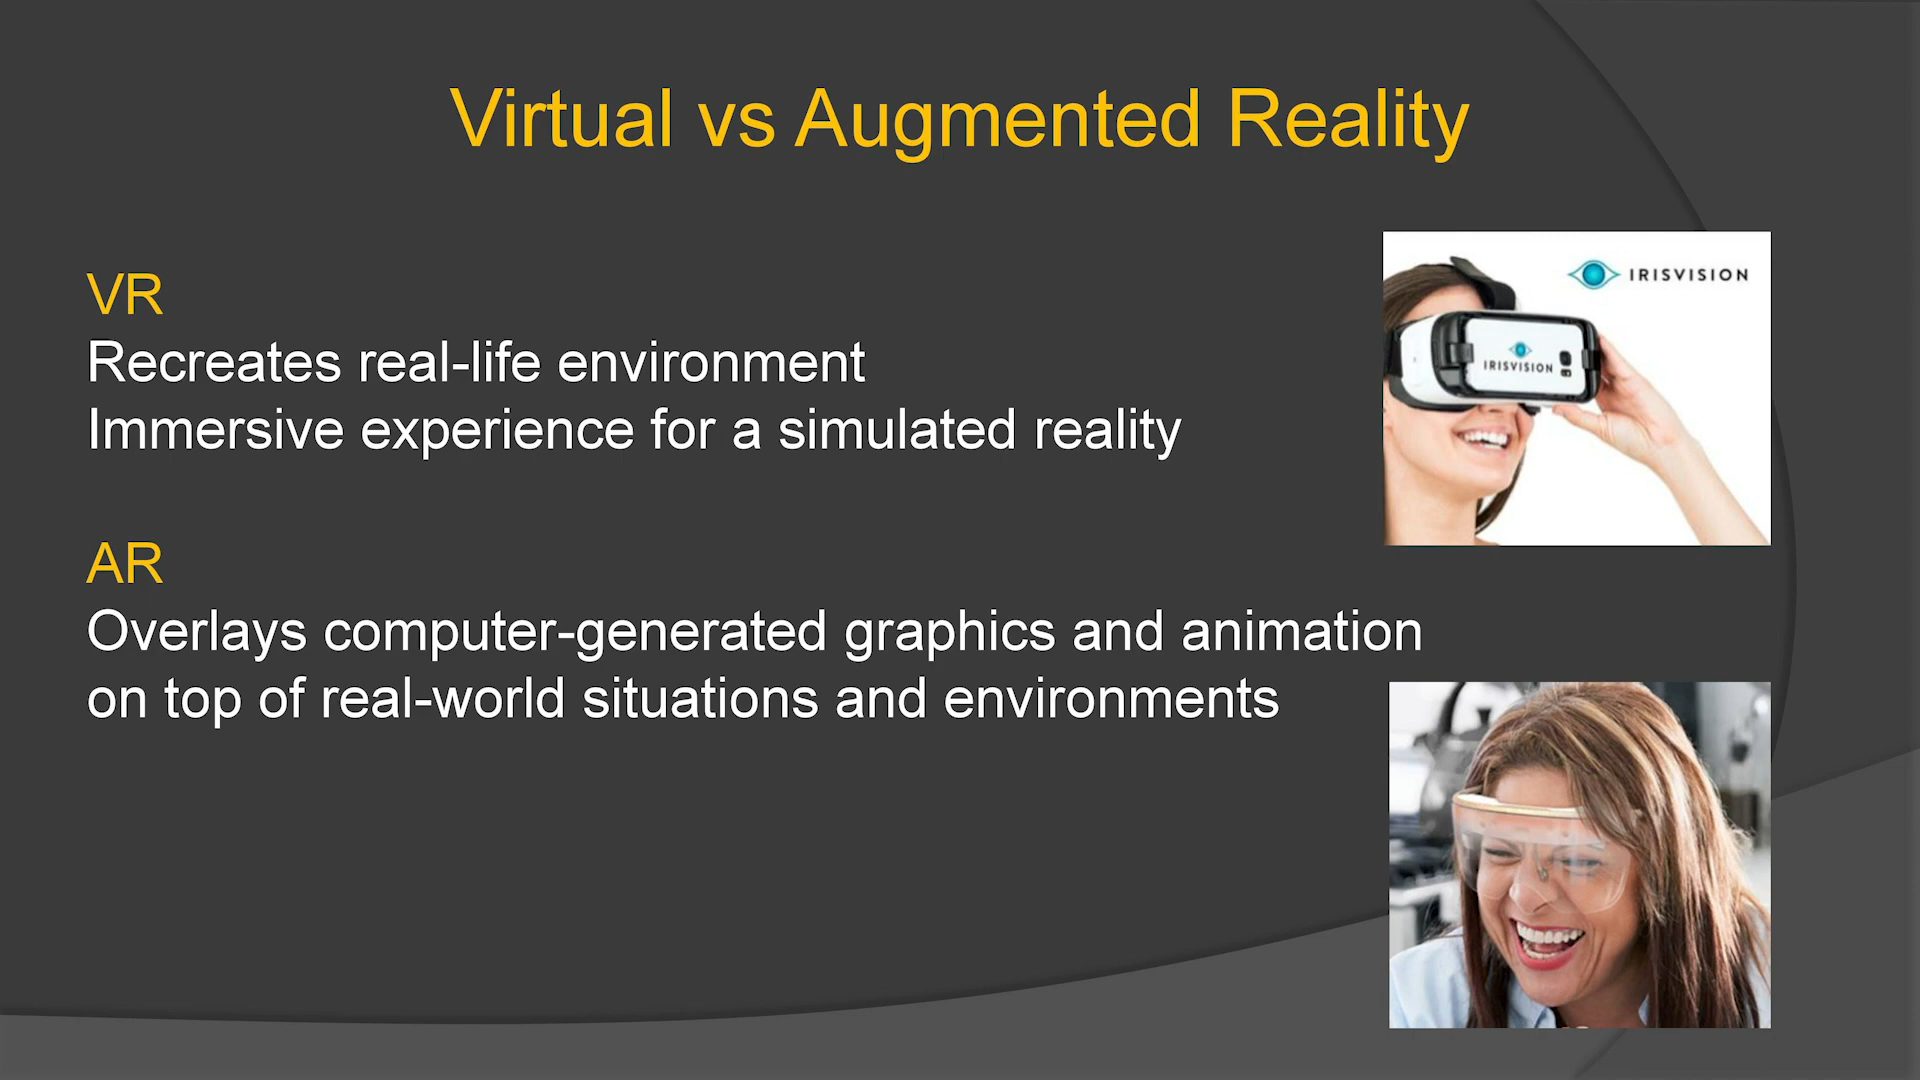 Virtual vs Augmented Reality
VR
Recreates real-life environment
Immersive experience for a simulated reality
IRISVISION
IRISVISION
AR
Overlays computer-generated graphics and animation
on top of real-world situations and environments